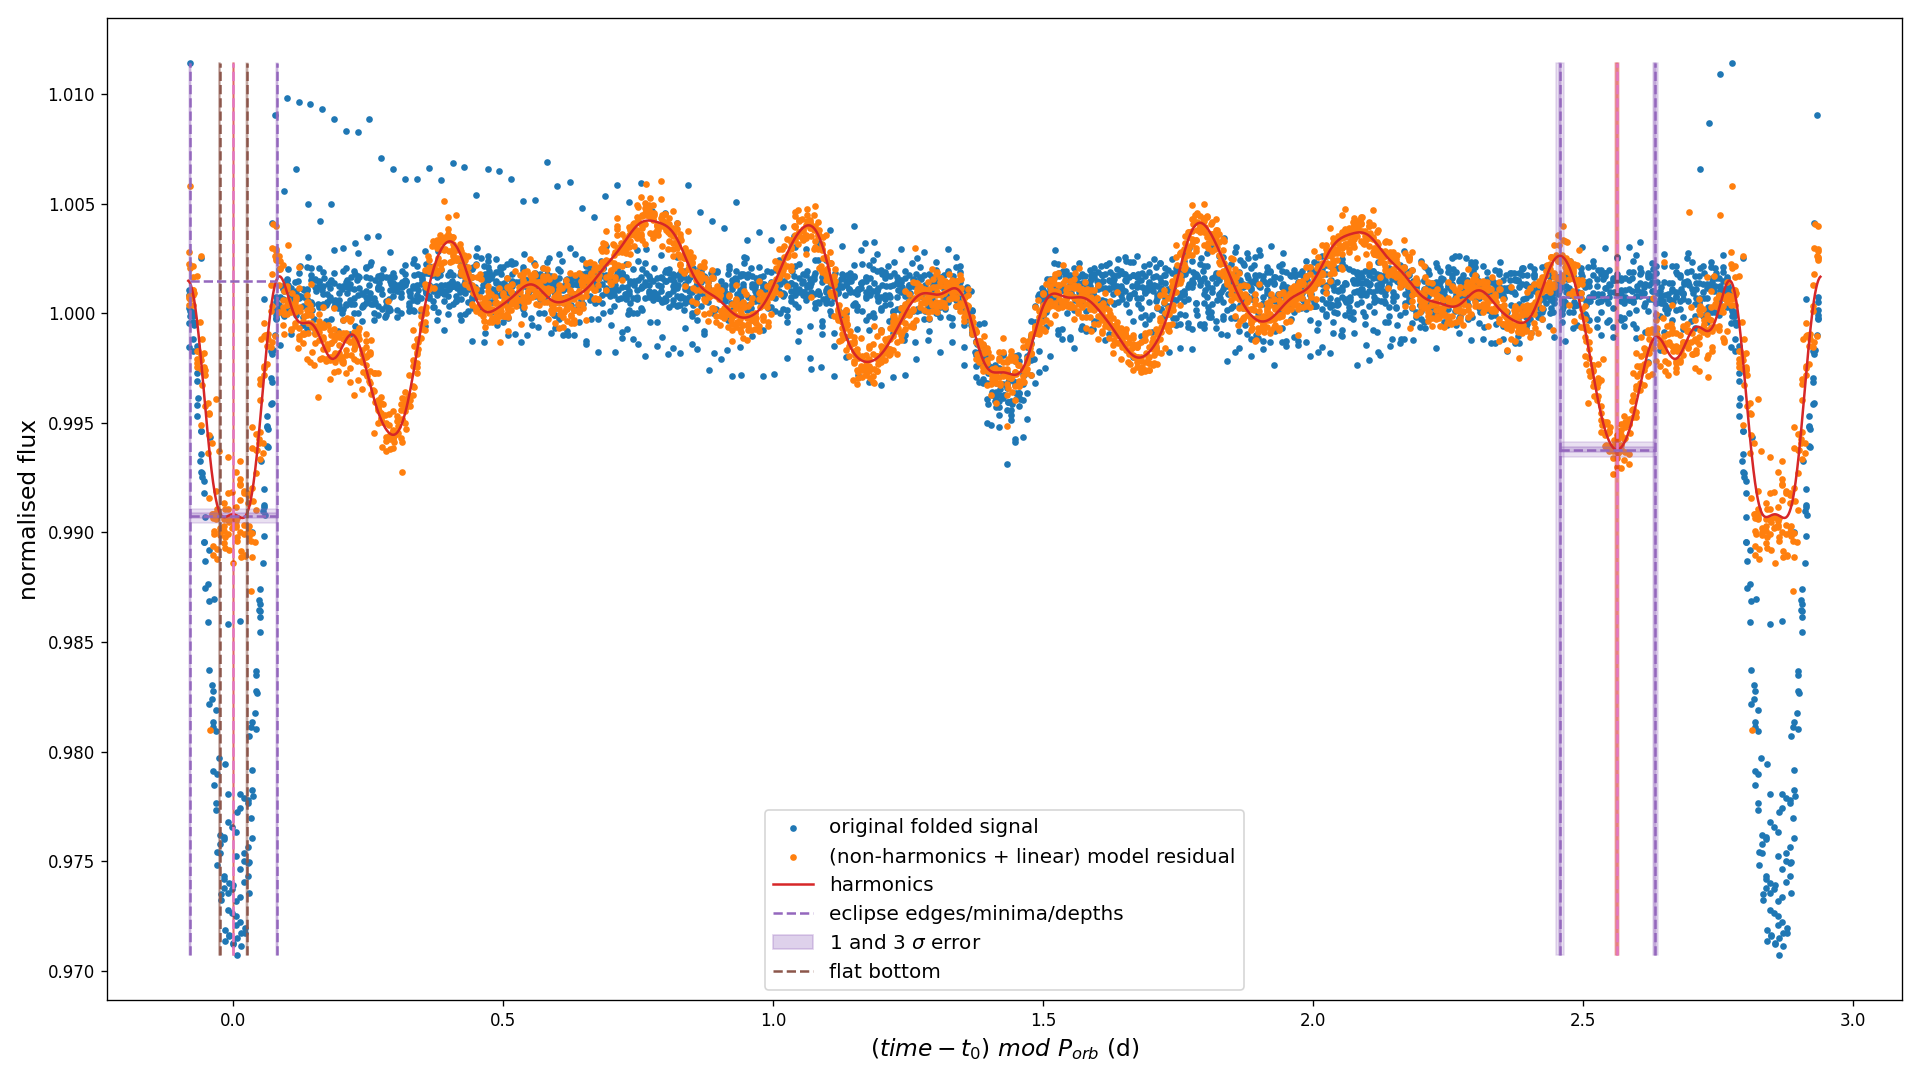 normalised flux
1.010
1.005
1.000
0.995
0.990
0.985
0.980
0.975
0.970
original folded signal
(non-harmonics + linear) model residual
harmonics
eclipse edges/minima/depths
1 and 3 σ error
flat bottom
0.0 0.5 1.0 1.5 2.0 2.5 3.0
(time − t₀) mod Pₒᵣb (d)